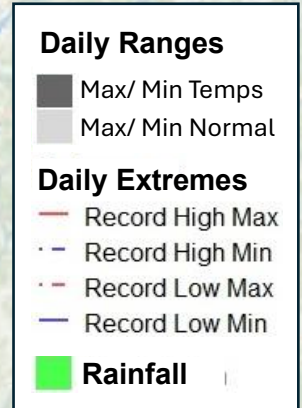 Daily Ranges
Max/ Min Temps
Max/ Min Normal
Daily Extremes
Record High Max
Record High Min
Record Low Max
Record Low Min
Rainfall